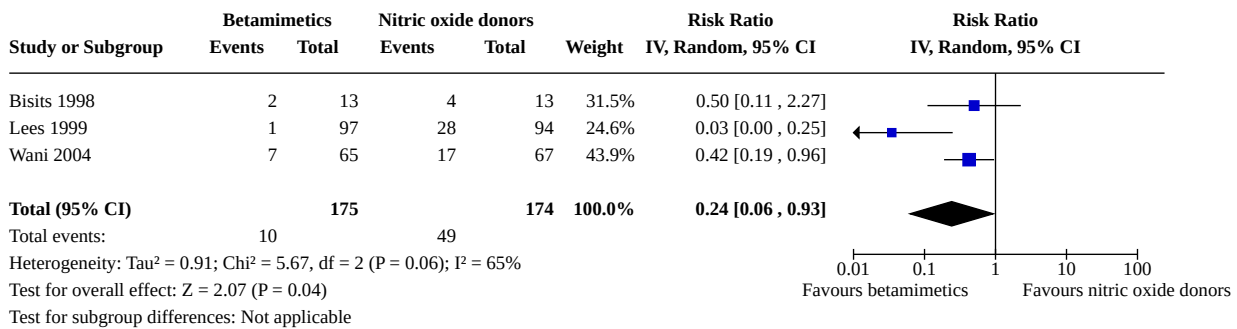 Betamimetics Nitric oxide donors Risk Ratio Risk Ratio
Study or Subgroup Events Total Events Total Weight IV, Random, 95% CI IV, Random, 95% CI
Bisits 1998 2 13 4 13 31.5% 0.50 [0.11 , 2.27]
Lees 1999 1 97 28 94 24.6% 0.03 [0.00 , 0.25]
Wani 2004 7 65 17 67 43.9% 0.42 [0.19 , 0.96]
Total (95% CI) 175 174 100.0% 0.24 [0.06 , 0.93]
Total events: 10 49
Heterogeneity: Tau² = 0.91; Chi² = 5.67, df = 2 (P = 0.06); I² = 65%
0.01 0.1 1 10 100
Test for overall effect: Z = 2.07 (P = 0.04) Favours betamimetics Favours nitric oxide donors
Test for subgroup differences: Not applicable